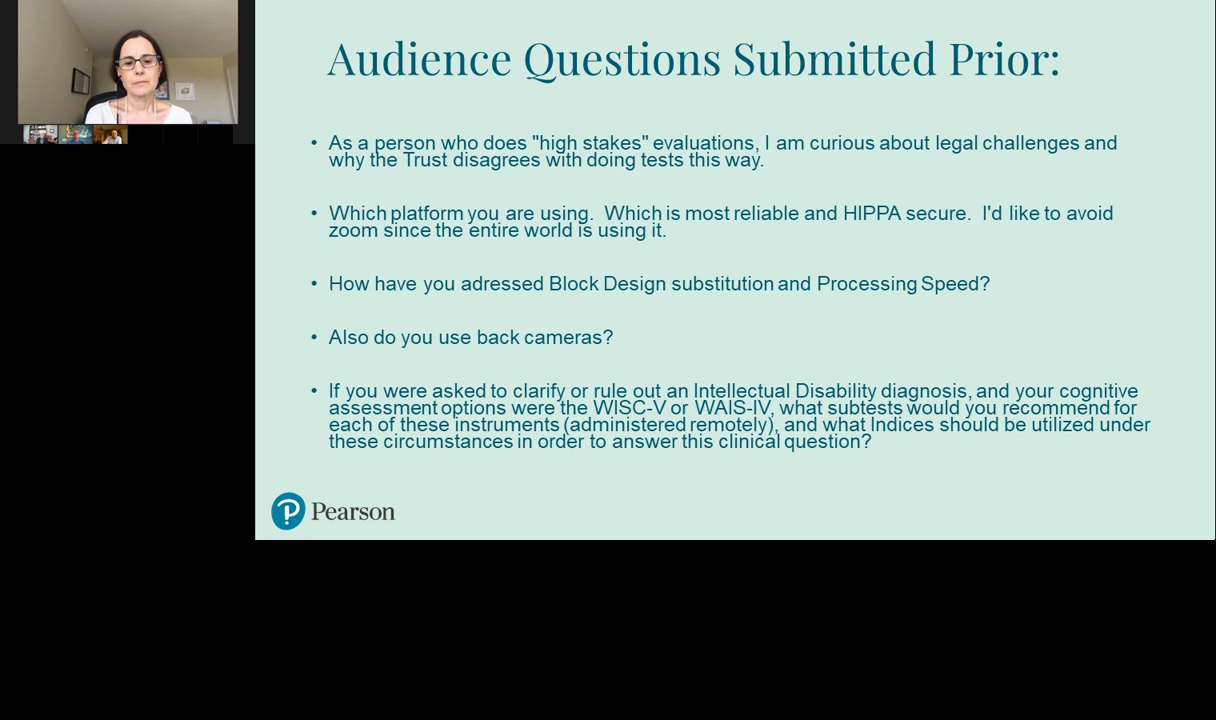 Audience Questions Submitted Prior:
• As a person who does "high stakes" evaluations, I am curious about legal challenges and
why the Trust disagrees with doing tests this way.
• Which platform you are using.  Which is most reliable and HIPPA secure.  I'd like to avoid
zoom since the entire world is using it.
• How have you adressed Block Design substitution and Processing Speed?
• Also do you use back cameras?
• If you were asked to clarify or rule out an Intellectual Disability diagnosis, and your cognitive
assessment options were the WISC-V or WAIS-IV, what subtests would you recommend for
each of these instruments (administered remotely), and what Indices should be utilized under
these circumstances in order to answer this clinical question?
Pearson